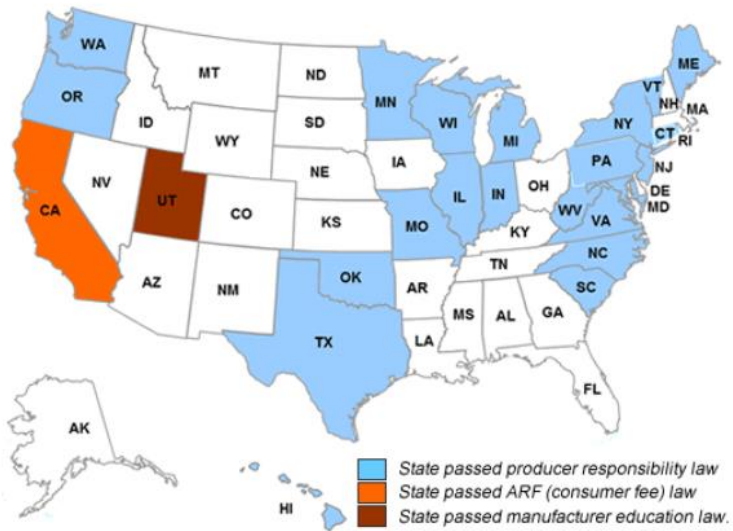 WA
ME
MT
ND
VT
MN
NH
MA
OR
NY
ID
SD
WI
CT
RI
MI
WY
PA
IA
NJ
NE
OH
DE
NV
IL
IN
MD
UT
WV
CA
CO
VA
KS
MO
KY
NC
TN
OK
SC
AZ
NM
AR
MS
AL
GA
TX
LA
FL
AK
State passed producer responsibility law
State passed ARF (consumer fee) law
HI
State passed manufacturer education law.